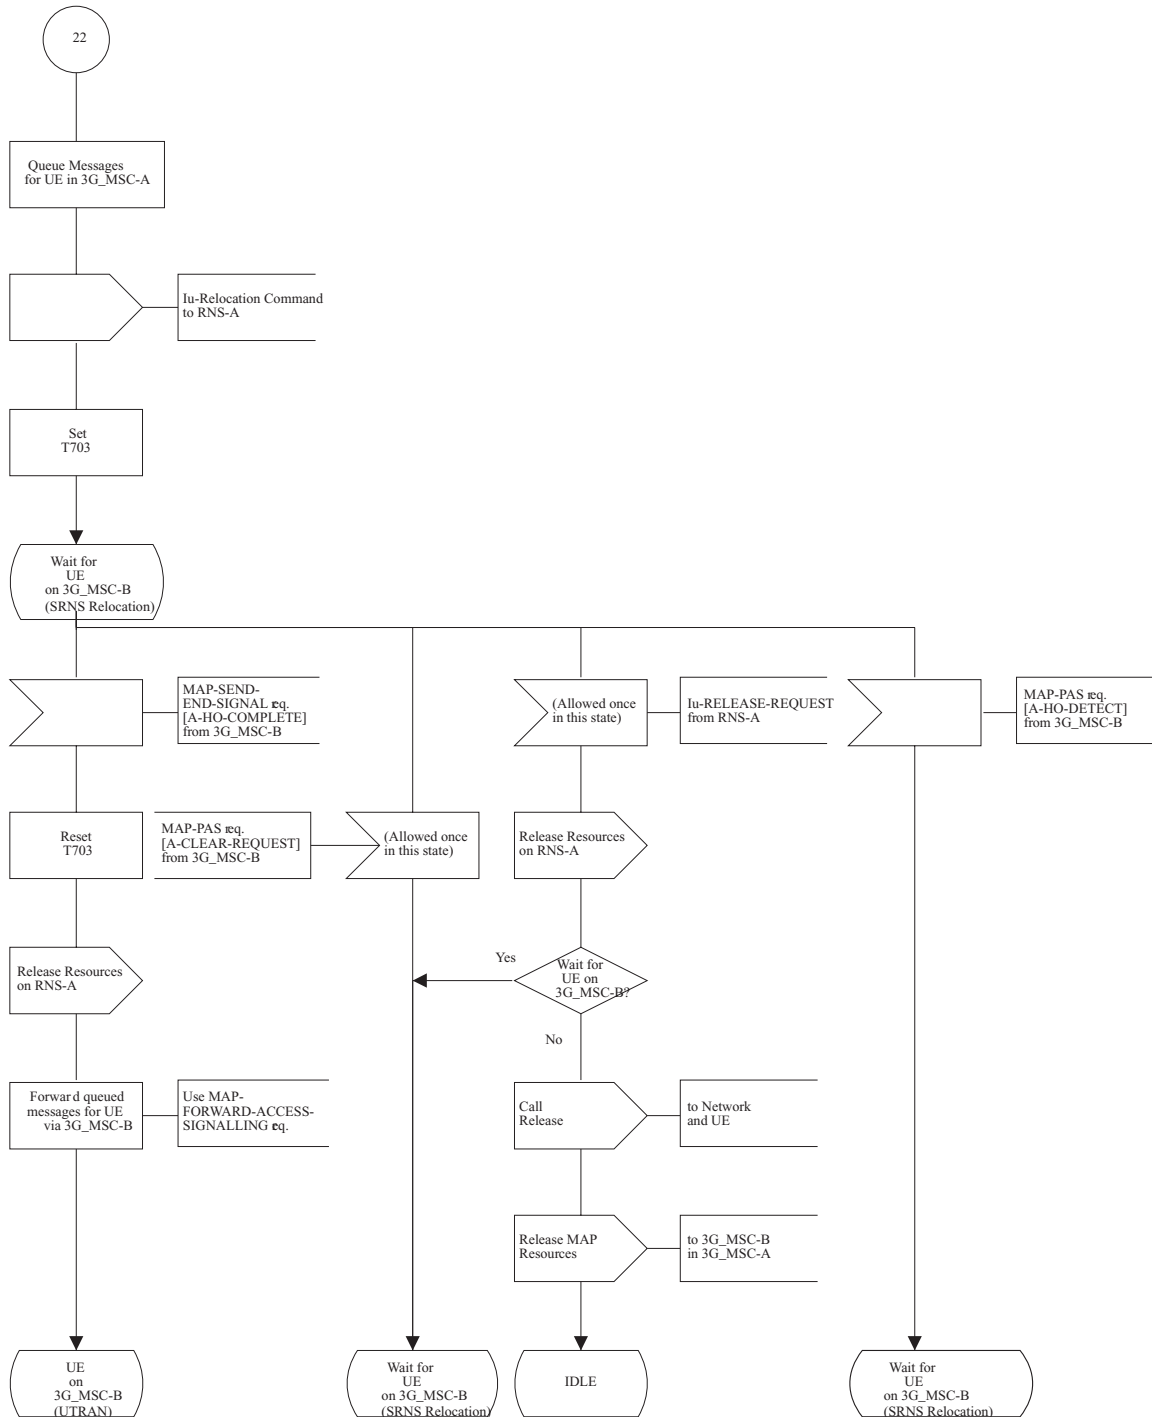 22
Queue Messages
for UE in 3G_MSC-A
Iu-Relocation Command
to RNS-A
Set
T703
Wait for
UE
on 3G_MSC-B
(SRNS Relocation)
MAP-SEND-
END-SIGNAL req.
[A-HO-COMPLETE]
from 3G_MSC-B
(Allowed once
in this state)
Iu-RELEASE-REQUEST
from RNS-A
MAP-PAS req.
[A-HO-DETECT]
from 3G_MSC-B
Reset
T703
MAP-PAS req.
[A-CLEAR-REQUEST]
from 3G_MSC-B
(Allowed once
in this state)
Release Resources
on RNS-A
Release Resources
on RNS-A
Yes
Wait for
UE on
3G_MSC-B?
No
Forward queued
messages for UE
via 3G_MSC-B
Use MAP-
FORWARD-ACCESS-
SIGNALLING req.
Call
Release
to Network
and UE
Release MAP
Resources
to 3G_MSC-B
in 3G_MSC-A
UE
on
3G_MSC-B
(UTRAN)
Wait for
UE
on 3G_MSC-B
(SRNS Relocation)
IDLE
Wait for
UE
on 3G_MSC-B
(SRNS Relocation)